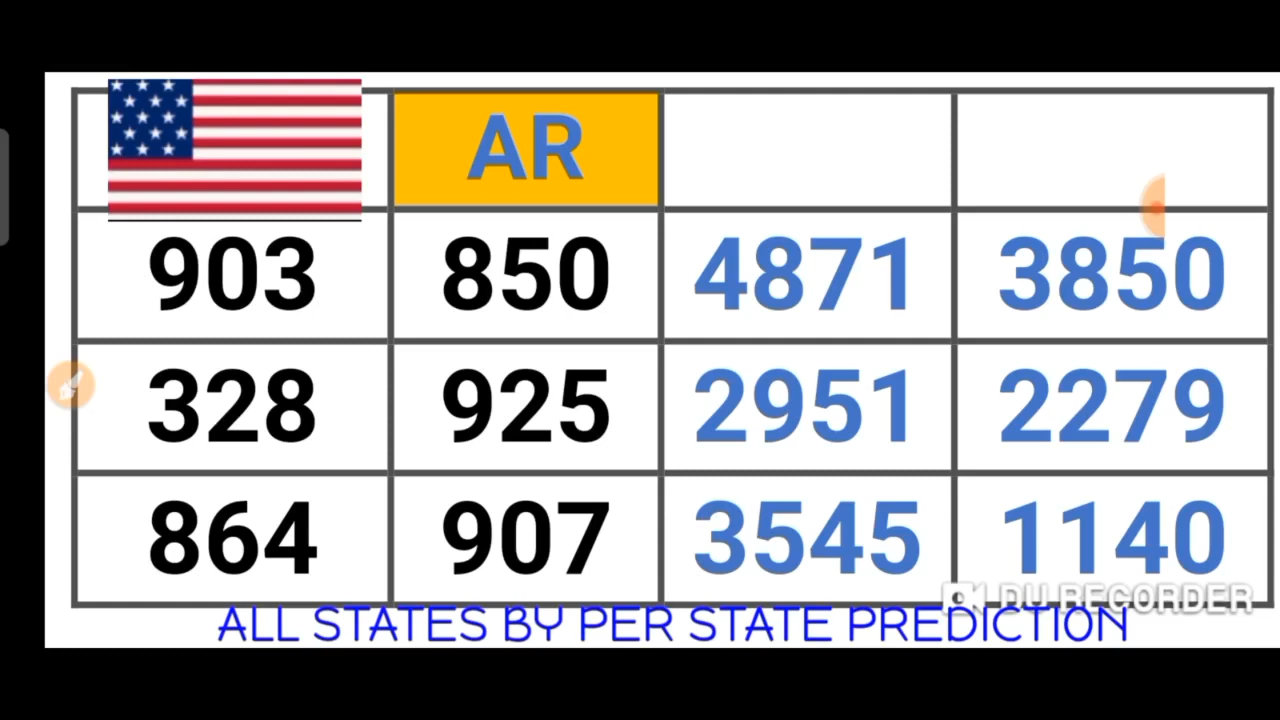 AR
903 850 4871 3850
328 925 2951 2279
864 907 3545 1140
DU RECORDER
ALL STATES BY PER STATE PREDICTION